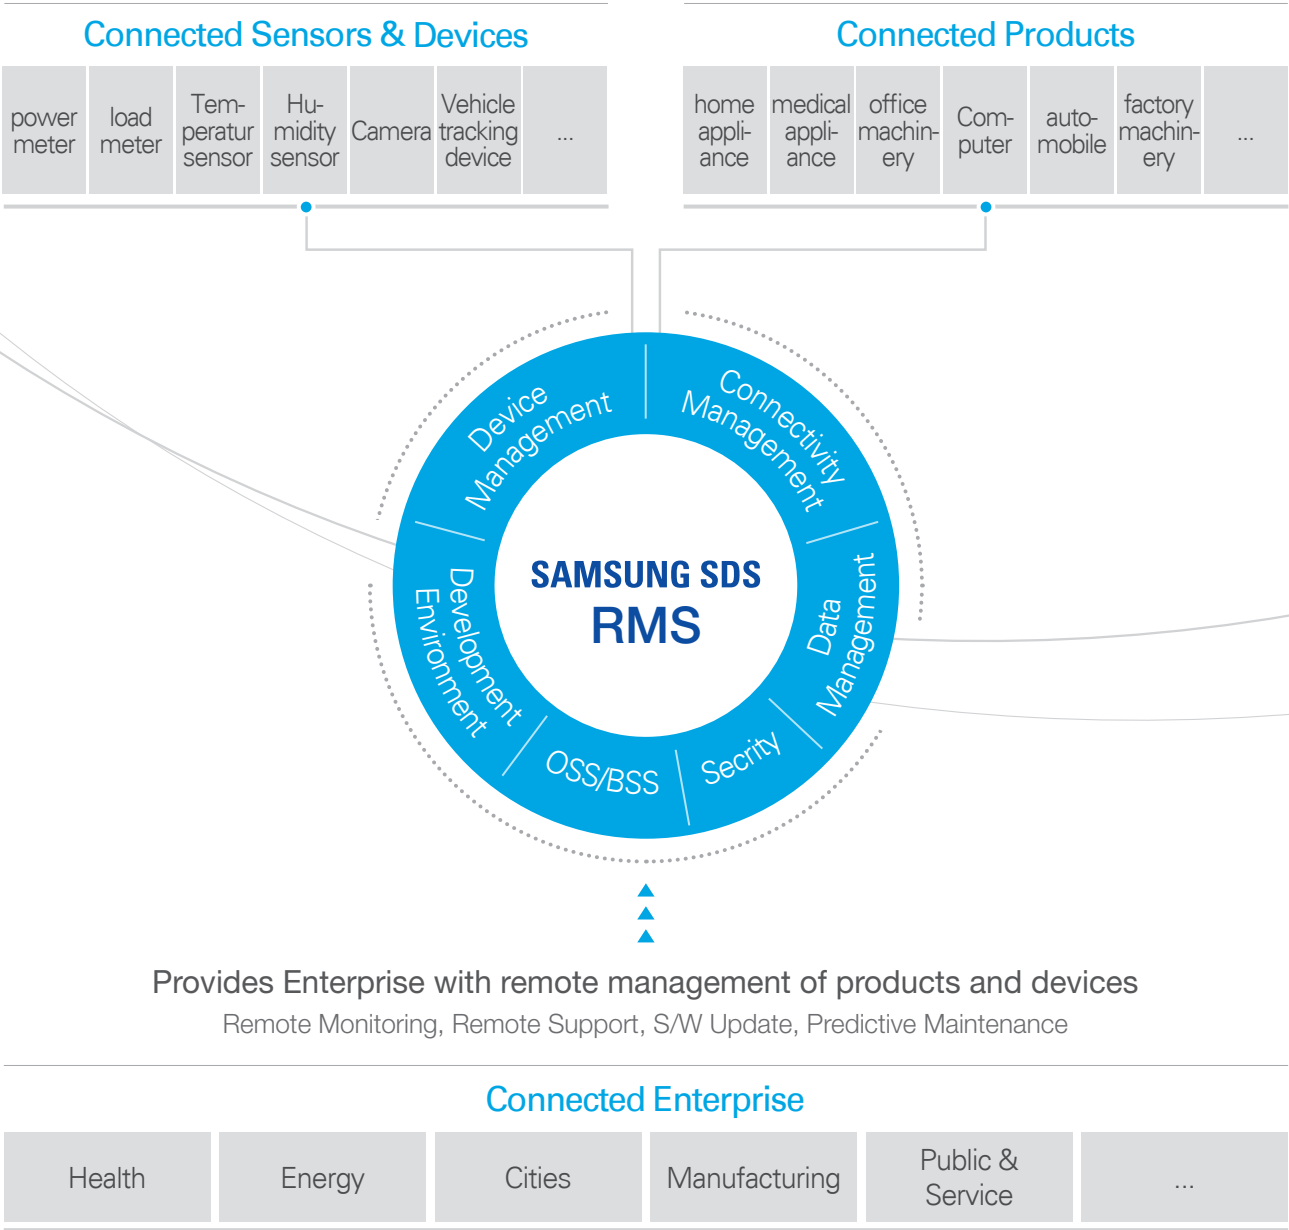 Connected Sensors & Devices
power
meter
load
meter
Tem-
peratur
sensor
Hu-
midity
sensor
Camera
Vehicle
tracking
device
...
Connected Products
home
appli-
ance
medical
appli-
ance
office
machin-
ery
Com-
puter
auto-
mobile
factory
machin-
ery
...
Device
Management
Connectivity
Management
Data
Management
Secrity
OSS/BSS
Development
Environment
SAMSUNG SDS
RMS
Provides Enterprise with remote management of products and devices
Remote Monitoring, Remote Support, S/W Update, Predictive Maintenance
Connected Enterprise
Health
Energy
Cities
Manufacturing
Public &
Service
...